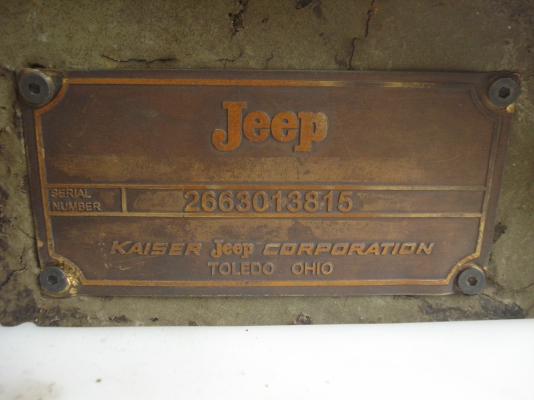 Jeep
SERIAL NUMBER 2663013815
KAISER Jeep CORPORATION
TOLEDO OHIO